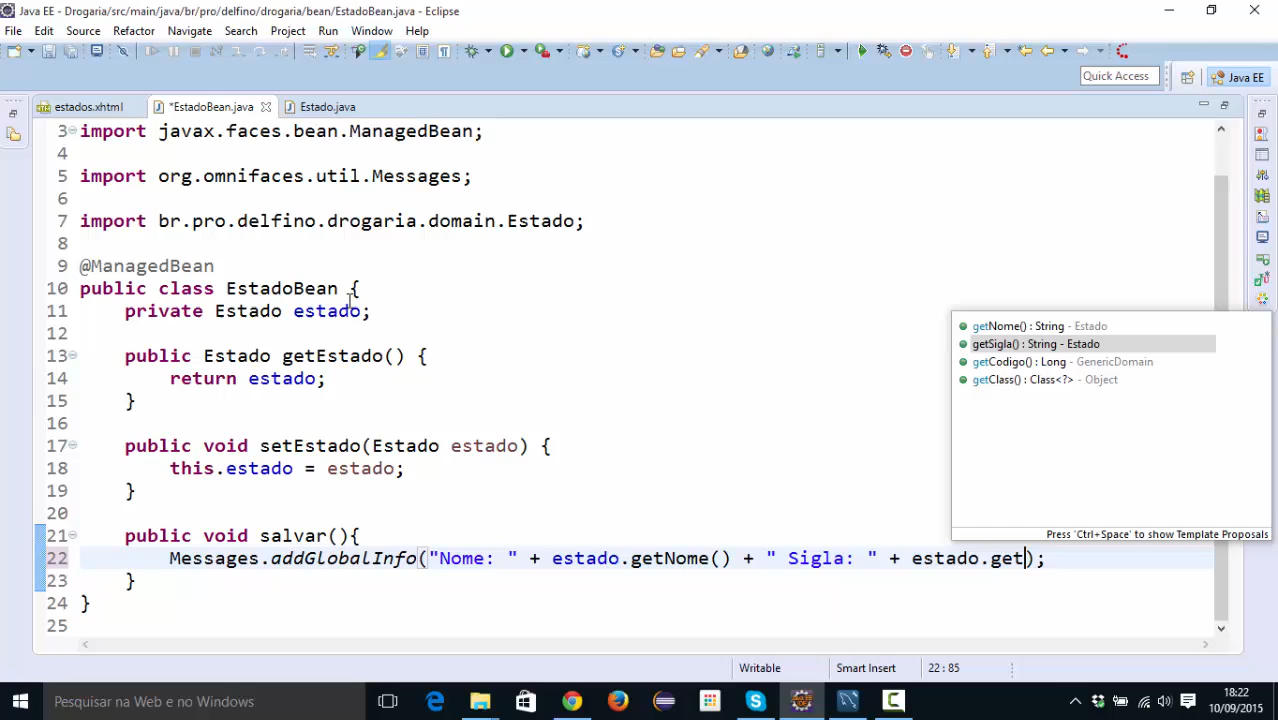 Java EE - Drogaria/src/main/java/br/pro/delfino/drogaria/bean/EstadoBean.java - Eclipse
File Edit Source Refactor Navigate Search Project Run Window Help
Quick Access
Java EE
estados.xhtml
*EstadoBean.java
Estado.java
3 import javax.faces.bean.ManagedBean;
4
5 import org.omnifaces.util.Messages;
6
7 import br.pro.delfino.drogaria.domain.Estado;
8
9 @ManagedBean
10 public class EstadoBean {
11 private Estado estado;
12
13 public Estado getEstado() {
14 return estado;
15 }
16
17 public void setEstado(Estado estado) {
18 this.estado = estado;
19 }
20
21 public void salvar(){
22 Messages.addGlobalInfo("Nome: " + estado.getNome() + " Sigla: " + estado.get);
23 }
24 }
25
getNome() : String - Estado
getSigla() : String - Estado
getCodigo() : Long - GenericDomain
getClass() : Class<?> - Object
Press 'Ctrl+Space' to show Template Proposals
Writable
Smart Insert
22 : 85
Pesquisar na Web e no Windows
18:22
10/09/2015